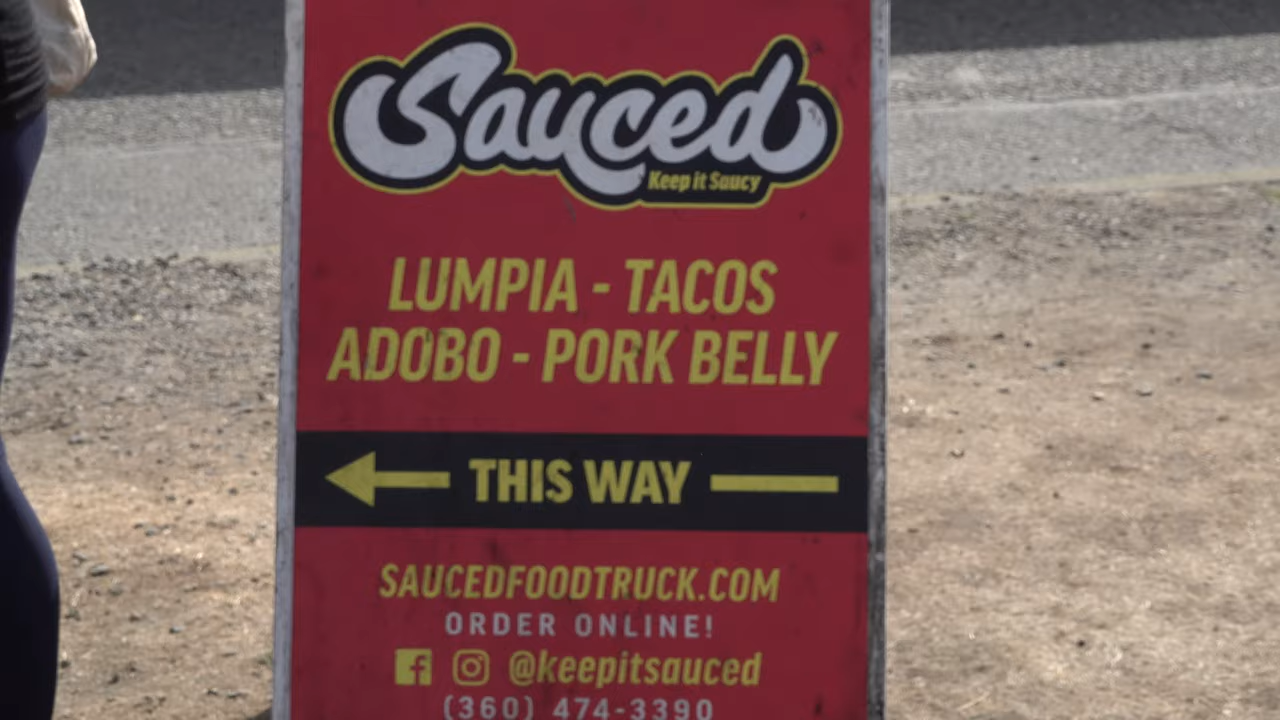 Sauced
Keep it Saucy
LUMPIA - TACOS
ADOBO - PORK BELLY
THIS WAY
SAUCEDFOODTRUCK.COM
ORDER ONLINE!
@keepitsauced
(360) 474-3390